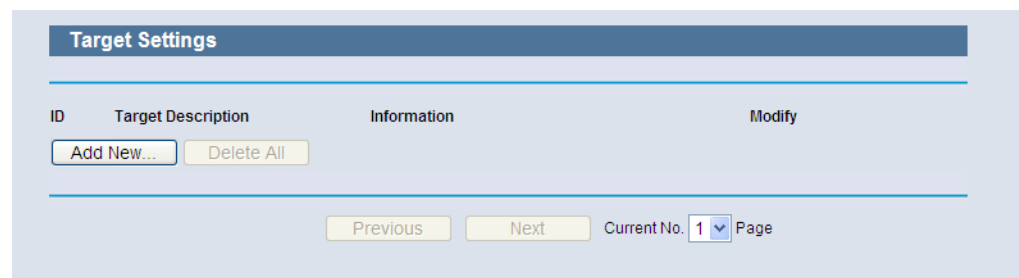 Target Settings
ID Target Description Information Modify
Add New... Delete All
Previous Next Current No. 1 Page